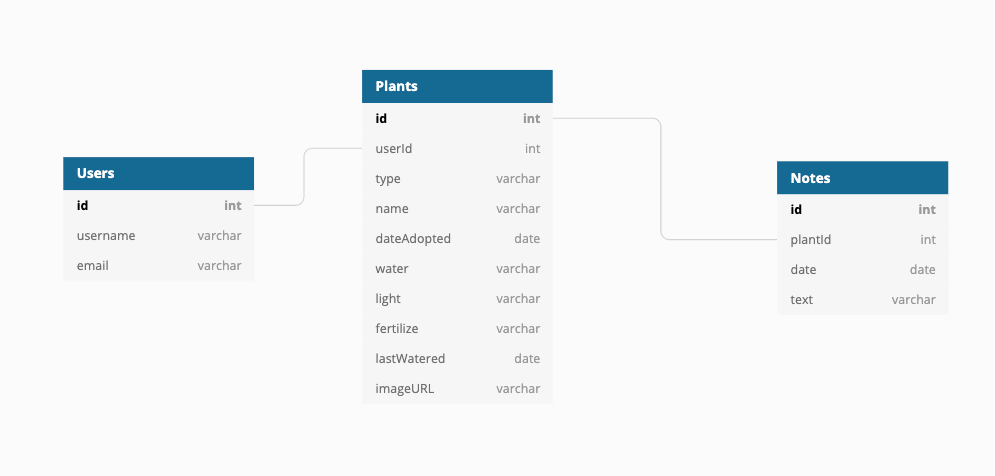 Users
id int
username varchar
email varchar
Plants
id int
userId int
type varchar
name varchar
dateAdopted date
water varchar
light varchar
fertilize varchar
lastWatered date
imageURL varchar
Notes
id int
plantId int
date date
text varchar